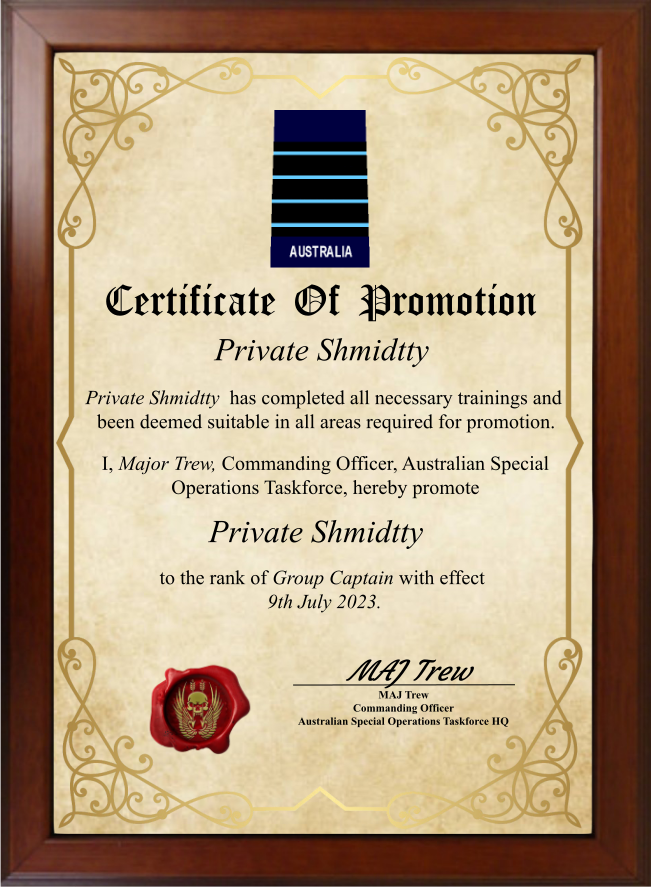 AUSTRALIA
Certificate Of Promotion
Private Shmidtty
Private Shmidtty has completed all necessary trainings and
been deemed suitable in all areas required for promotion.
I, Major Trew, Commanding Officer, Australian Special
Operations Taskforce, hereby promote
Private Shmidtty
to the rank of Group Captain with effect
9th July 2023.
MAJ Trew
MAJ Trew
Commanding Officer
Australian Special Operations Taskforce HQ